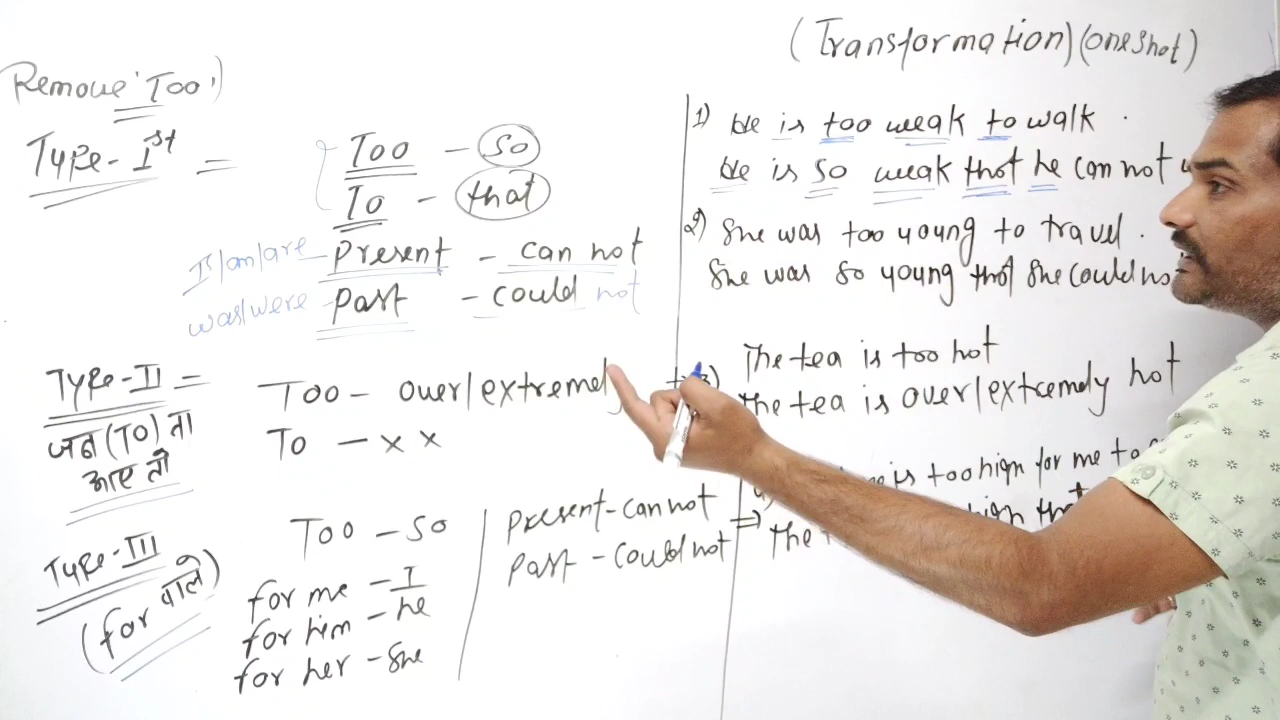 (Transformation) (oneshot)
Remove 'Too')
Type-Ist =
Too - so
To - that
Is/am/are - present - can not
was/were - past - could not
Type-II =
जब (TO) ना
आए तो
Too - over/extremely
To - x x
Type-III
(for वाले)
Too - so
for me - I
for him - he
for her - She
present - can not
past - could not
1) He is too weak to walk.
He is so weak that he can not
2) She was too young to travel.
She was so young that she could no
The tea is too hot
the tea is over/extremely hot
is too high for me to
high
=) the